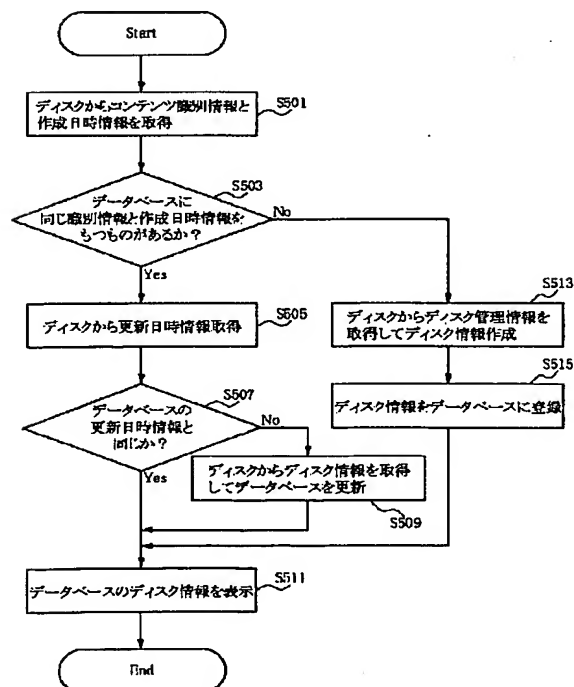 Start
ディスクからコンテンツ識別情報と
作成日時情報を取得
S501
データベースに
同じ識別情報と作成日時情報を
もつものがあるか？
S503
No
Yes
ディスクから更新日時情報取得
S505
ディスクからディスク管理情報を
取得してディスク情報作成
S513
データベースの
更新日時情報と
同じか？
S507
No
Yes
ディスク情報をデータベースに登録
S515
ディスクからディスク情報を取得
してデータベースを更新
S509
データベースのディスク情報を表示
S511
End